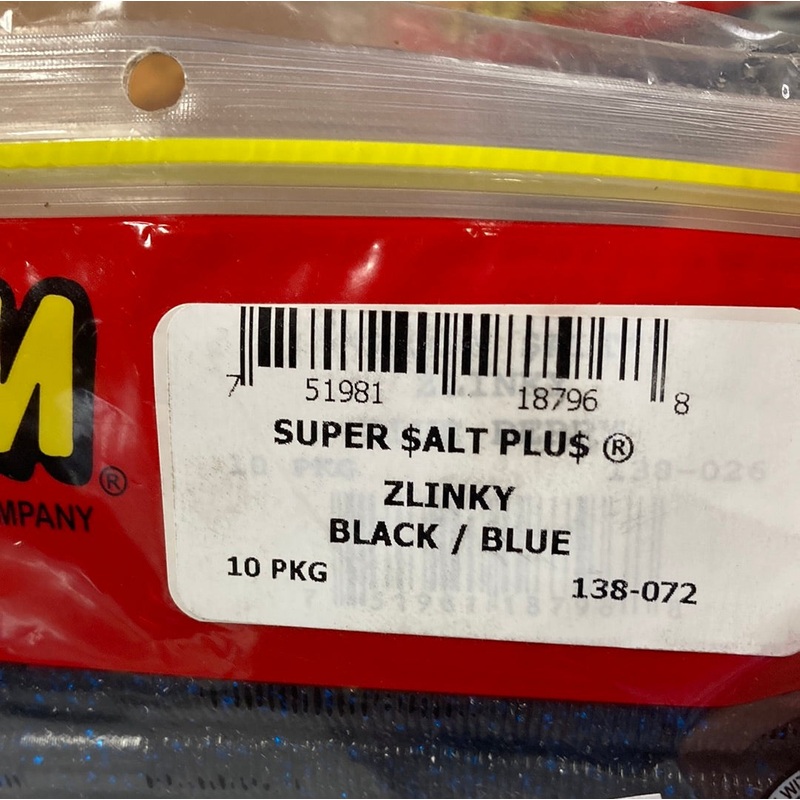 M®
MPANY
7 51981 18796 8
SUPER $ALT PLU$ ®
ZLINKY
BLACK / BLUE
10 PKG 138-072